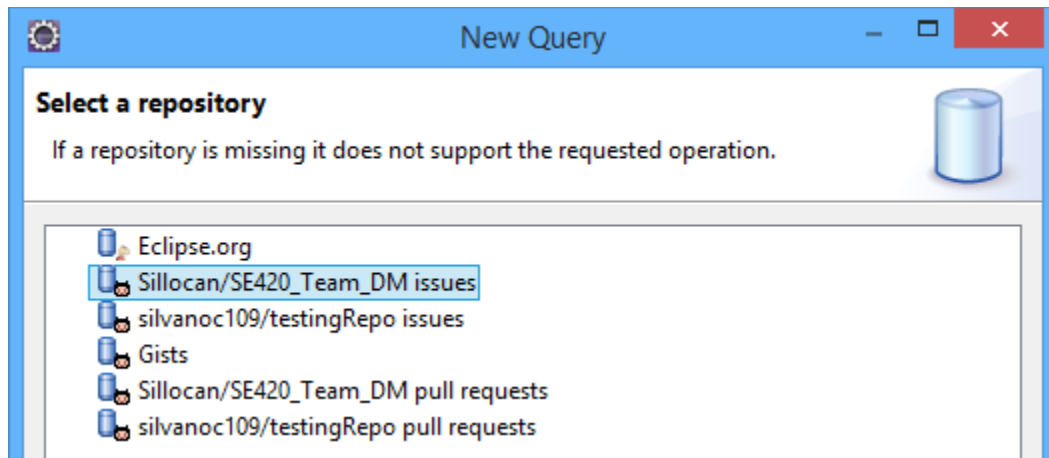 New Query
Select a repository
If a repository is missing it does not support the requested operation.
Eclipse.org
Sillocan/SE420_Team_DM issues
silvanoc109/testingRepo issues
Gists
Sillocan/SE420_Team_DM pull requests
silvanoc109/testingRepo pull requests